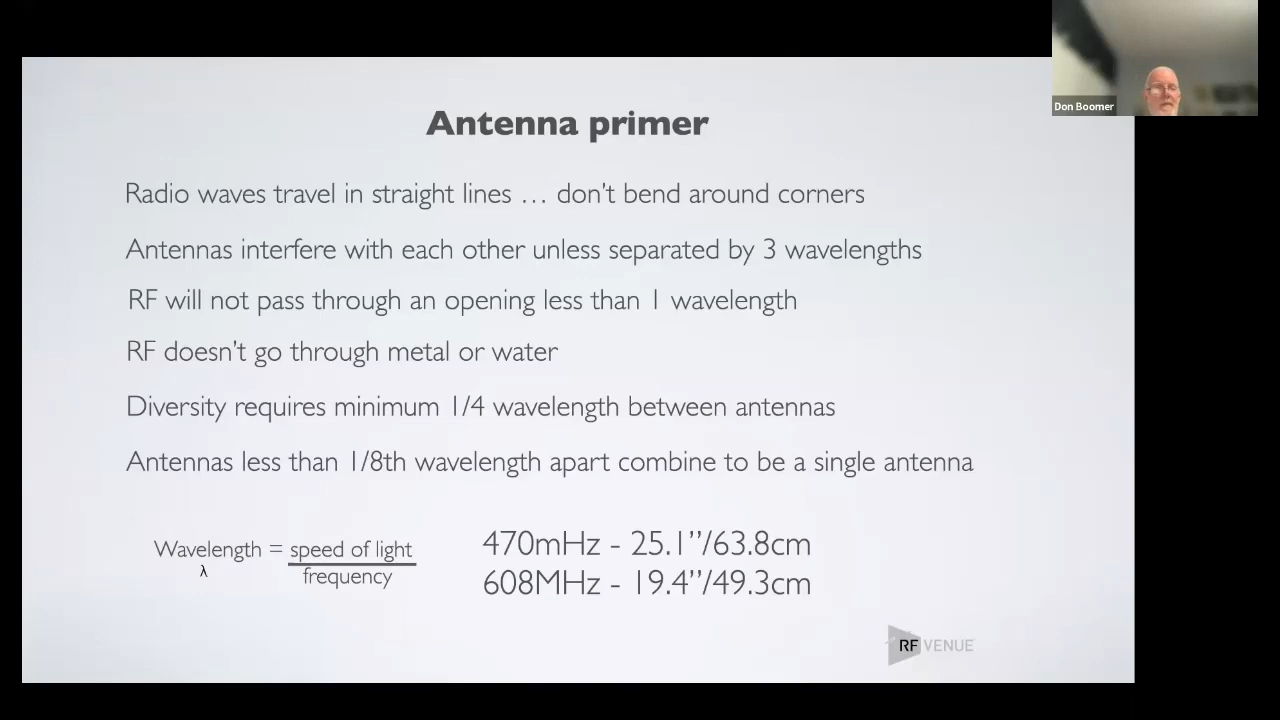 Don Boomer
Antenna primer
Radio waves travel in straight lines … don’t bend around corners
Antennas interfere with each other unless separated by 3 wavelengths
RF will not pass through an opening less than 1 wavelength
RF doesn’t go through metal or water
Diversity requires minimum 1/4 wavelength between antennas
Antennas less than 1/8th wavelength apart combine to be a single antenna
Wavelength = speed of light
λ
frequency
470mHz - 25.1”/63.8cm
608MHz - 19.4”/49.3cm
RF VENUE